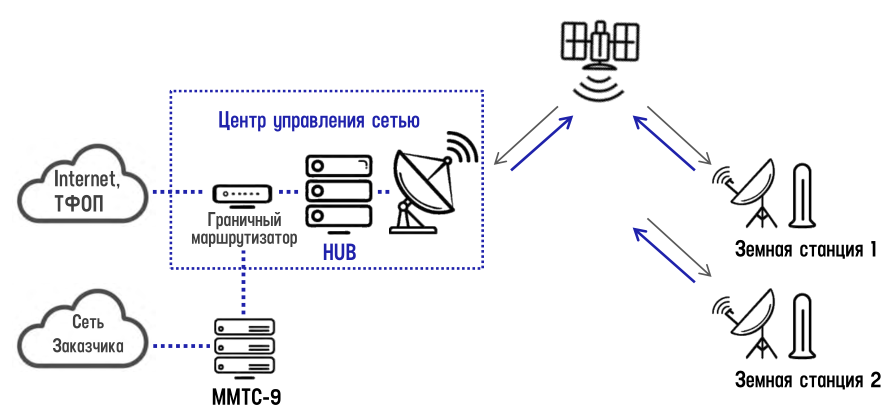 Центр управления сетью
Internet,
ТФОП
Граничный
маршрутизатор
HUB
Земная станция 1
Сеть
Заказчика
ММТС-9
Земная станция 2